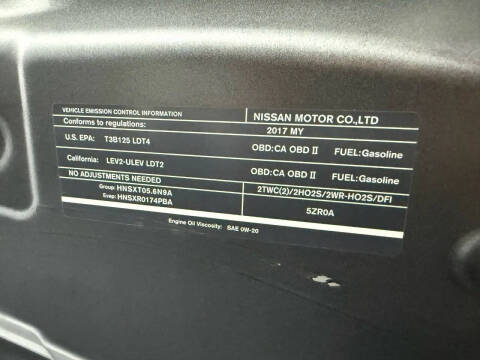 VEHICLE EMISSION CONTROL INFORMATION NISSAN MOTOR CO.,LTD
Conforms to regulations: 2017 MY
U.S. EPA: T3B125 LDT4 OBD:CA OBD II FUEL:Gasoline
California: LEV2-ULEV LDT2 OBD:CA OBD II FUEL:Gasoline
NO ADJUSTMENTS NEEDED
Group: HNSXT05.6N9A 2TWC(2)/2HO2S/2WR-HO2S/DFI
Evap: HNSXR0174PBA 5ZR0A
Engine Oil Viscosity: SAE 0W-20